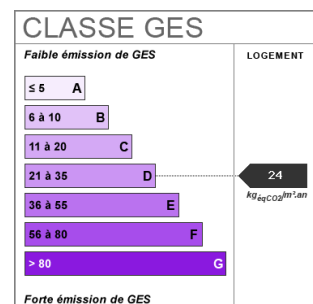 CLASSE GES
Faible émission de GES
LOGEMENT
≤ 5 A
6 à 10 B
11 à 20 C
21 à 35 D
24
kgéqCO2/m².an
36 à 55 E
56 à 80 F
> 80 G
Forte émission de GES